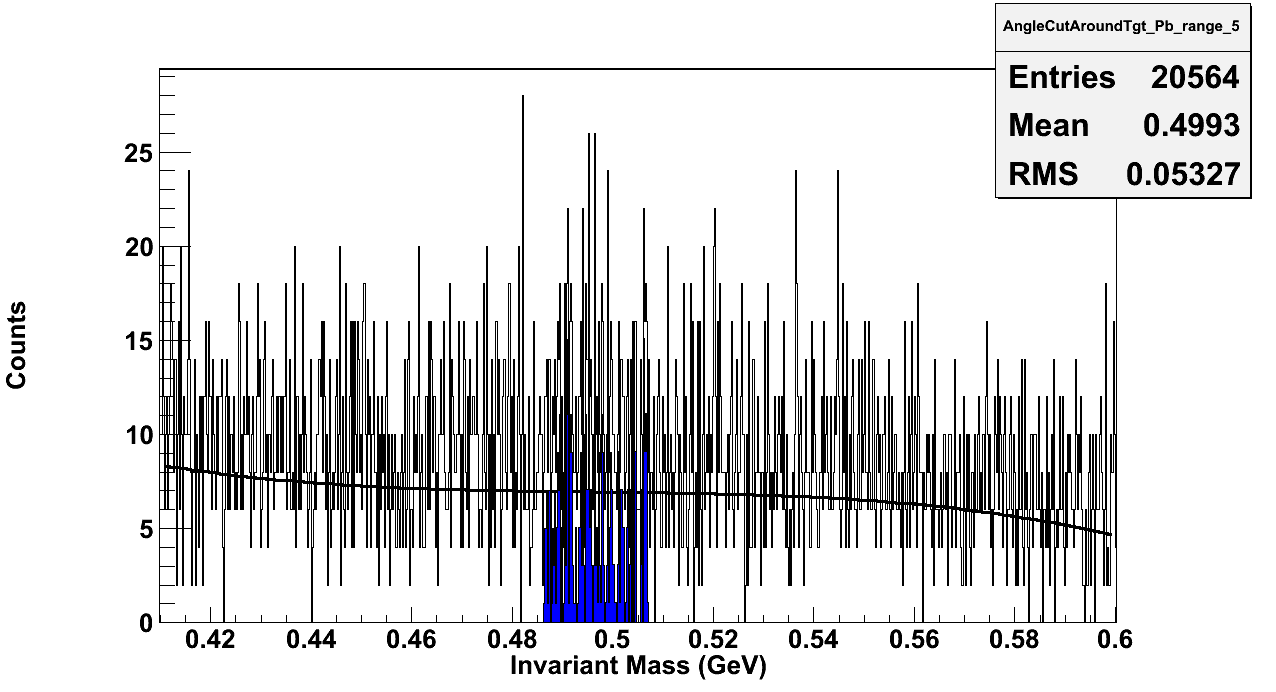 AngleCutAroundTgt_Pb_range_5
Entries 20564
Mean 0.4993
RMS 0.05327
Counts
25
20
15
10
5
0
0.42 0.44 0.46 0.48 0.5 0.52 0.54 0.56 0.58 0.6
Invariant Mass (GeV)